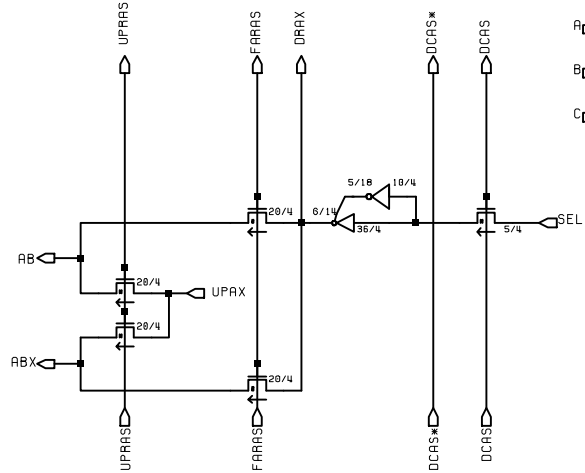 UPRAS
FARAS
DRAX
DCAS*
DCAS
A
B
C
5/18
10/4
20/4
6/14
36/4
5/4
SEL
AB
20/4
UPAX
20/4
ABX
20/4
UPRAS
FARAS
DCAS*
DCAS